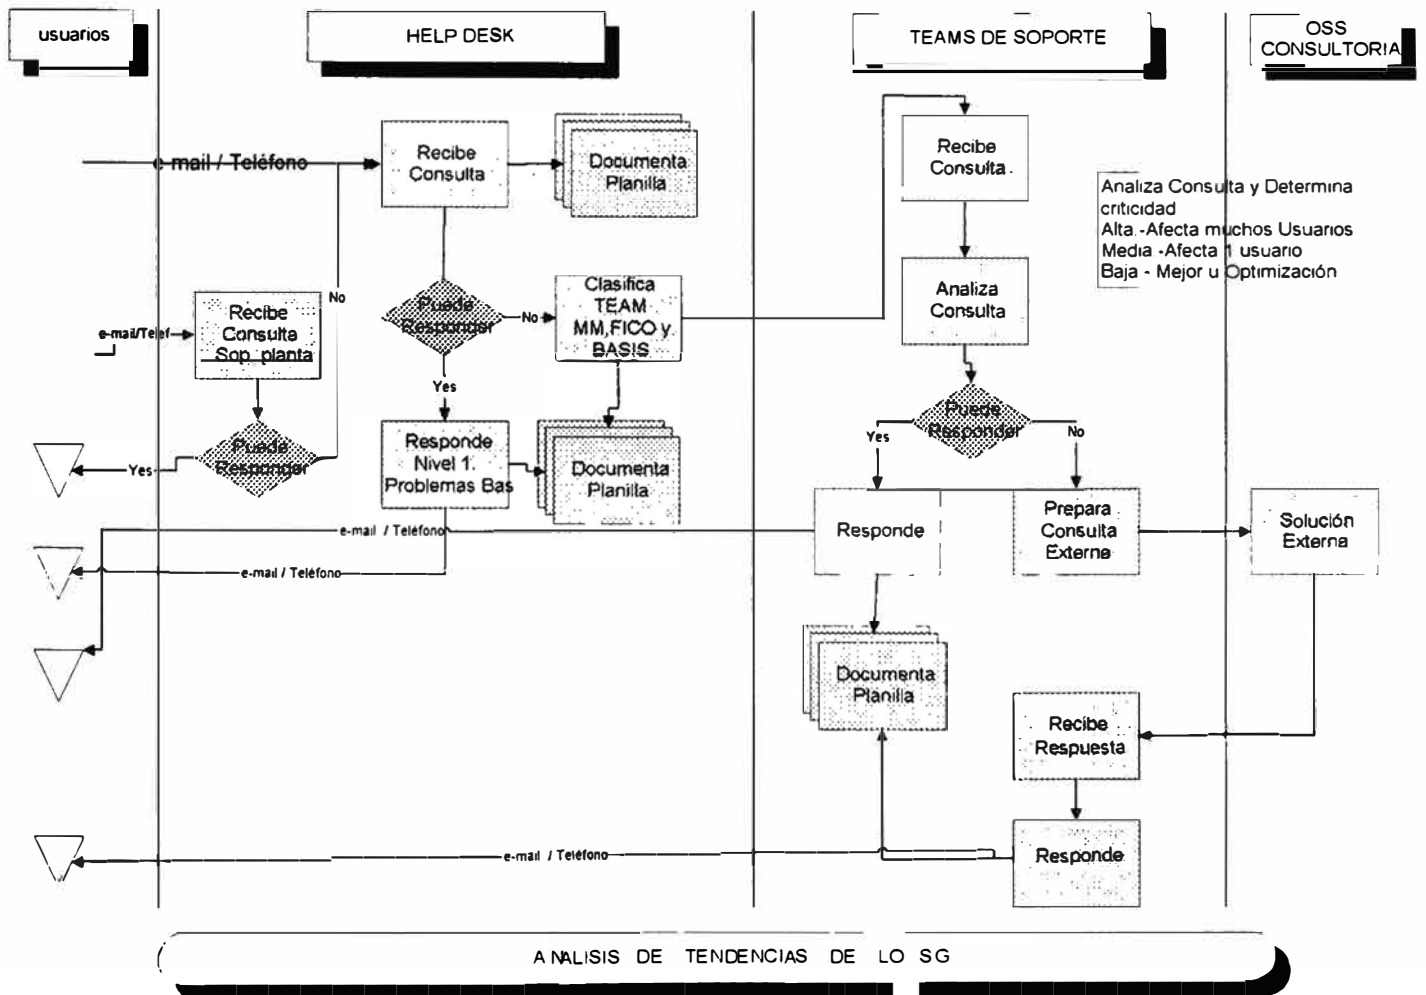 usuarios
HELP DESK
TEAMS DE SOPORTE
OSS
CONSULTORIA
e-mail / Teléfono
Recibe
Consulta
Documenta
Planilla
Recibe
Consulta
Analiza Consulta y Determina
criticidad
Alta.-Afecta muchos Usuarios
Media -Afecta 1 usuario
Baja - Mejor u Optimización
No
e-mail/Telef
Recibe
Consulta
Sop. planta
Puede
Responder
No
Clasifica
TEAM
MM,FICO y
BASIS
Analiza
Consulta
Yes
Puede
Responder
Yes
No
Yes
Puede
Responder
Responde
Nivel 1.
Problemas Bas
Documenta
Planilla
e-mail / Teléfono
Responde
Prepara
Consulta
Externa
Solución
Externa
e-mail / Teléfono
Documenta
Planilla
Recibe
Respuesta
e-mail / Teléfono
Responde
ANALISIS DE TENDENCIAS DE LO SG